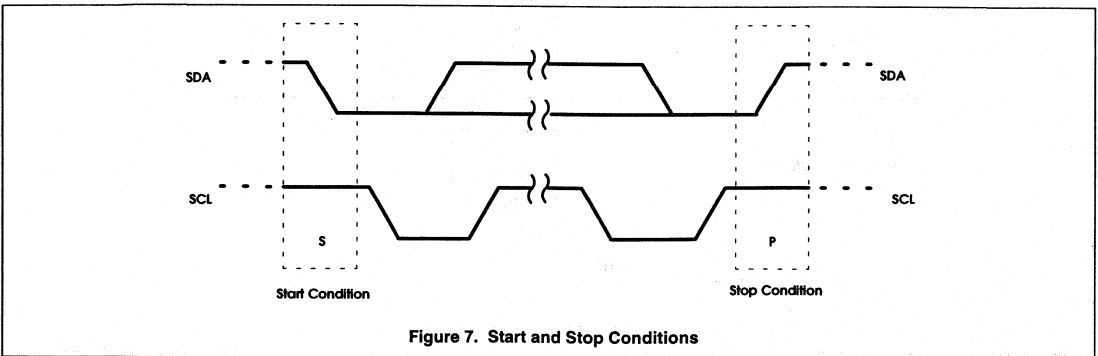 SDA
SDA
SCL
SCL
S
P
Start Condition
Stop Condition
Figure 7. Start and Stop Conditions